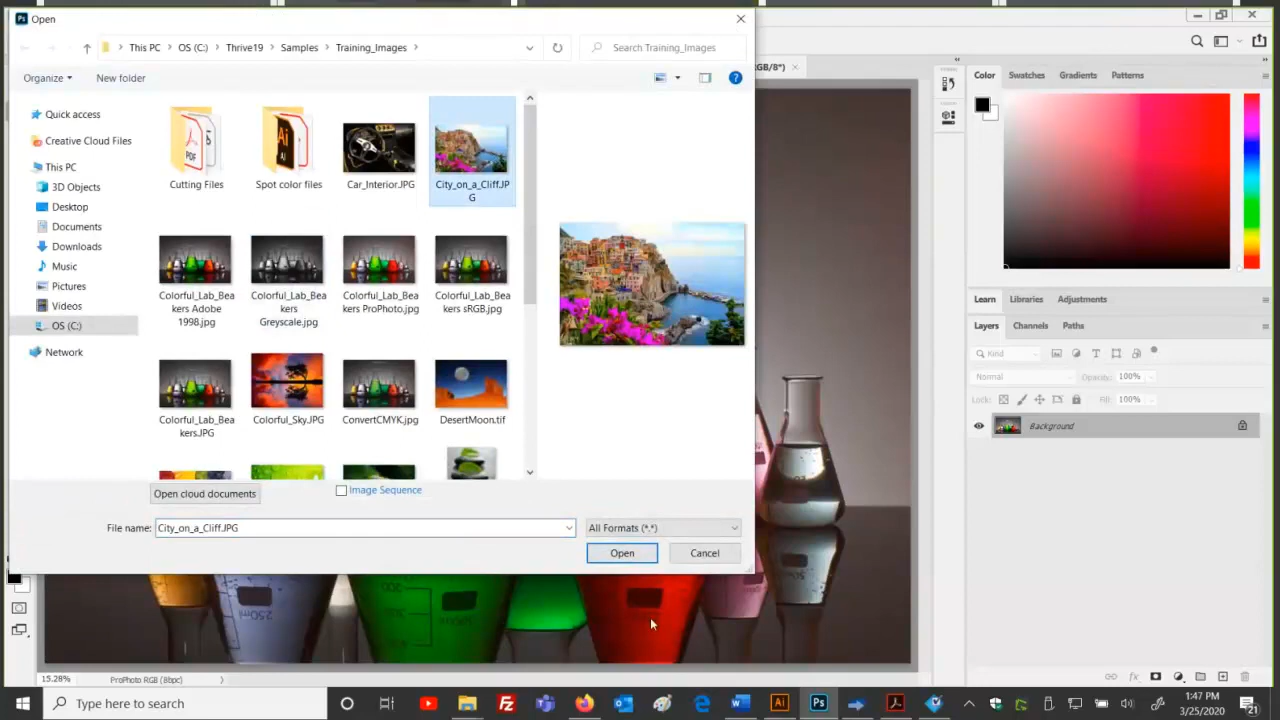 Ps Open
This PC > OS (C:) > Thrive19 > Samples > Training_Images >
Search Training_Images
Organize
New folder
Quick access
Creative Cloud Files
This PC
3D Objects
Desktop
Documents
Downloads
Music
Pictures
Videos
OS (C:)
Network
Cutting Files
Spot color files
Car_Interior.JPG
City_on_a_Cliff.JP
G
Colorful_Lab_Bea
kers Adobe
1998.jpg
Colorful_Lab_Bea
kers Greyscale.jpg
Colorful_Lab_Bea
kers ProPhoto.jpg
Colorful_Lab_Bea
kers sRGB.jpg
Colorful_Lab_Bea
kers.JPG
Colorful_Sky.JPG
ConvertCMYK.jpg
DesertMoon.tif
Open cloud documents
Image Sequence
File name: City_on_a_Cliff.JPG
All Formats (*.*)
Open Cancel
GB/8*) ×
Color Swatches Gradients Patterns
Learn Libraries Adjustments
Layers Channels Paths
Kind
Normal Opacity: 100%
Lock: Fill: 100%
Background
250ml
15.28% ProPhoto RGB (8bpc)
Type here to search
1:47 PM
3/25/2020
21